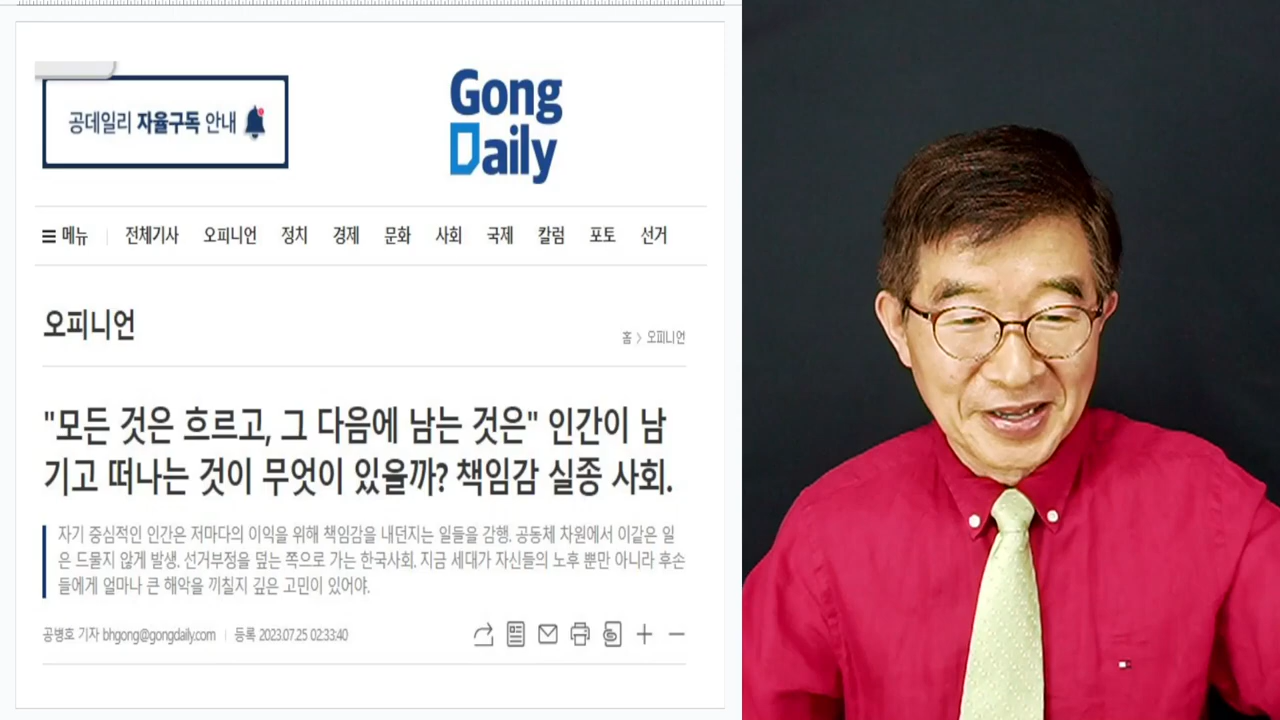 공데일리 자율구독 안내
Gong
Daily
메뉴 전체기사 오피니언 정치 경제 문화 사회 국제 칼럼 포토 선거
오피니언
홈 > 오피니언
"모든 것은 흐르고, 그 다음에 남는 것은" 인간이 남
기고 떠나는 것이 무엇이 있을까? 책임감 실종 사회.
자기 중심적인 인간은 저마다의 이익을 위해 책임감을 내던지는 일들을 감행. 공동체 차원에서 이같은 일
은 드물지 않게 발생. 선거부정을 덮는 쪽으로 가는 한국사회. 지금 세대가 자신들의 노후 뿐만 아니라 후손
들에게 얼마나 큰 해악을 끼칠지 깊은 고민이 있어야.
공병호 기자 bhgong@gongdaily.com 등록 2023.07.25 02:33:40